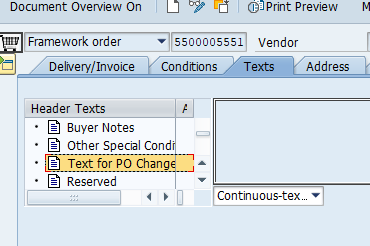 Document Overview On Print Preview
Framework order 5500005551 Vendor
Delivery/Invoice Conditions Texts Address
Header Texts A
Buyer Notes
Other Special Condi
Text for PO Change
Reserved
Continuous-tex...